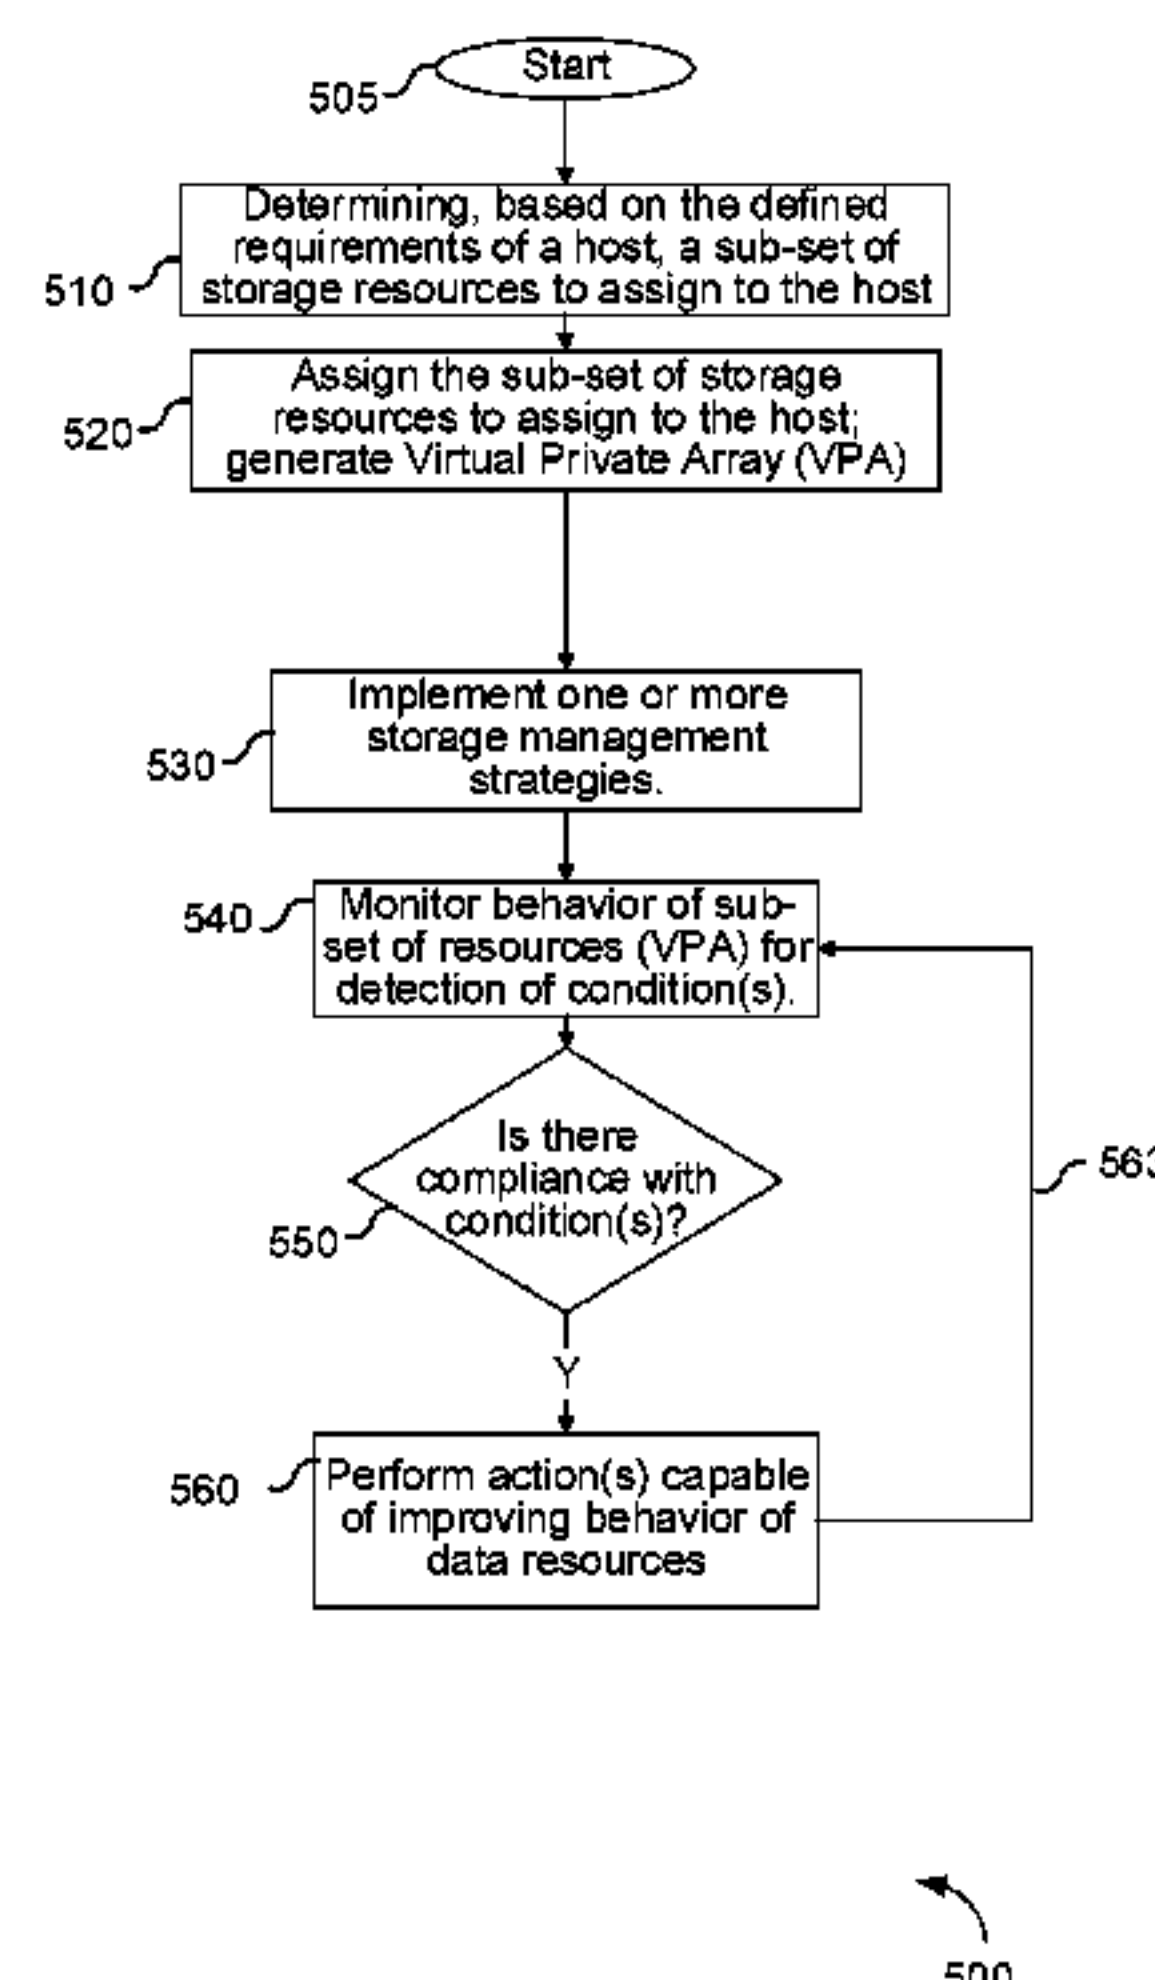 Start
505
Determining, based on the defined
requirements of a host, a sub-set of
storage resources to assign to the host
510
Assign the sub-set of storage
resources to assign to the host;
generate Virtual Private Array (VPA)
520
Implement one or more
storage management
strategies.
530
Monitor behavior of sub-
set of resources (VPA) for
detection of condition(s).
540
Is there
compliance with
condition(s)?
550
Y
Perform action(s) capable
of improving behavior of
data resources
560